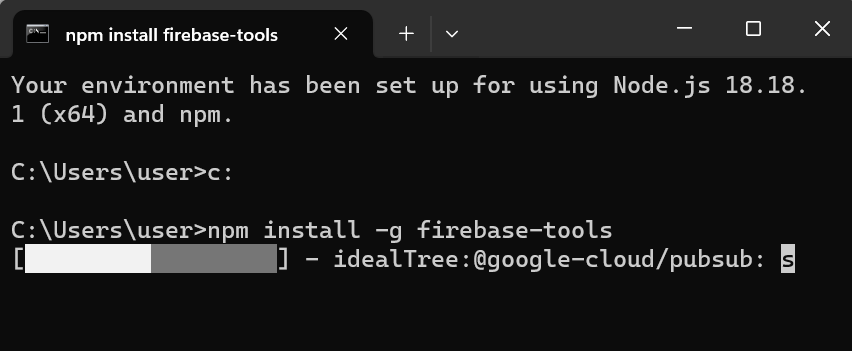 npm install firebase-tools
Your environment has been set up for using Node.js 18.18.
1 (x64) and npm.
C:\Users\user>c:
C:\Users\user>npm install -g firebase-tools
[ ] - idealTree:@google-cloud/pubsub: s